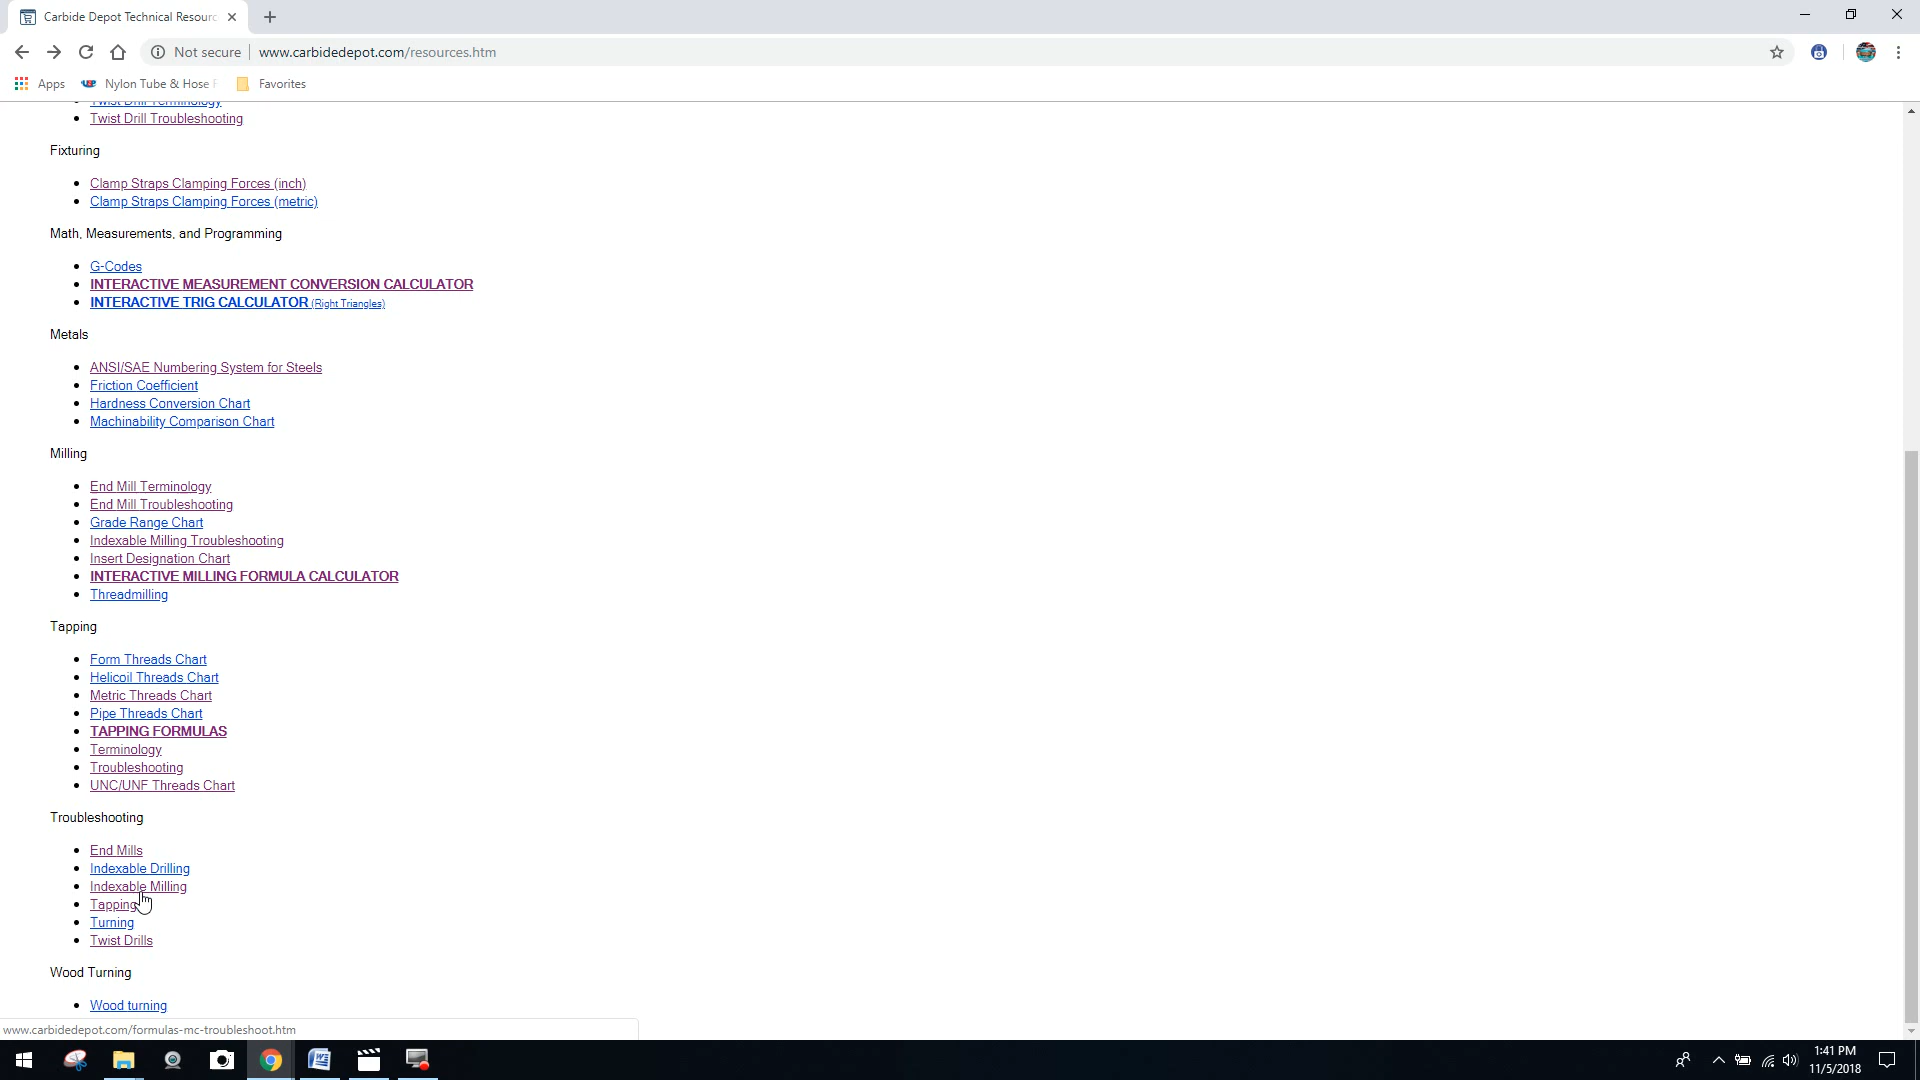 Carbide Depot Technical Resourc
Not secure
www.carbidedepot.com/resources.htm
Apps
Nylon Tube & Hose F
Favorites
Twist Drill Terminology
Twist Drill Troubleshooting
Fixturing
Clamp Straps Clamping Forces (inch)
Clamp Straps Clamping Forces (metric)
Math, Measurements, and Programming
G-Codes
INTERACTIVE MEASUREMENT CONVERSION CALCULATOR
INTERACTIVE TRIG CALCULATOR (Right Triangles)
Metals
ANSI/SAE Numbering System for Steels
Friction Coefficient
Hardness Conversion Chart
Machinability Comparison Chart
Milling
End Mill Terminology
End Mill Troubleshooting
Grade Range Chart
Indexable Milling Troubleshooting
Insert Designation Chart
INTERACTIVE MILLING FORMULA CALCULATOR
Threadmilling
Tapping
Form Threads Chart
Helicoil Threads Chart
Metric Threads Chart
Pipe Threads Chart
TAPPING FORMULAS
Terminology
Troubleshooting
UNC/UNF Threads Chart
Troubleshooting
End Mills
Indexable Drilling
Indexable Milling
Tapping
Turning
Twist Drills
Wood Turning
Wood turning
www.carbidedepot.com/formulas-mc-troubleshoot.htm
1:41 PM
11/5/2018